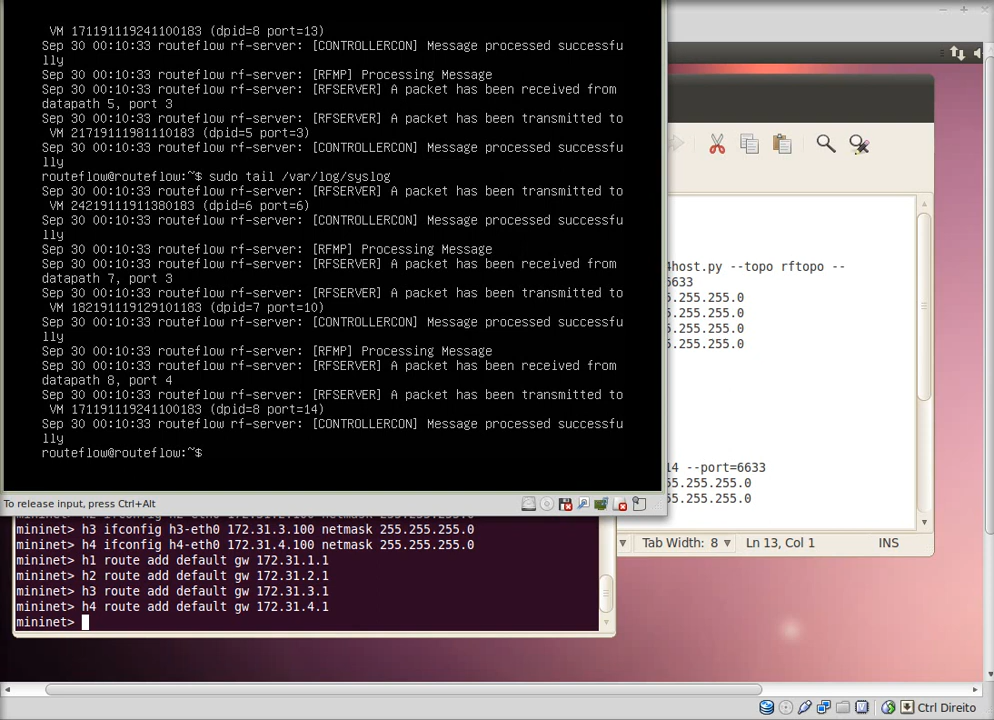 VM 171191119241100183 (dpid=8 port=13)
Sep 30 00:10:33 routeflow rf-server: [CONTROLLERCON] Message processed successfu
lly
Sep 30 00:10:33 routeflow rf-server: [RFMP] Processing Message
Sep 30 00:10:33 routeflow rf-server: [RFSERVER] A packet has been received from
datapath 5, port 3
Sep 30 00:10:33 routeflow rf-server: [RFSERVER] A packet has been transmitted to
VM 21719111981110183 (dpid=5 port=3)
Sep 30 00:10:33 routeflow rf-server: [CONTROLLERCON] Message processed successfu
lly
routeflow@routeflow:~$ sudo tail /var/log/syslog
Sep 30 00:10:33 routeflow rf-server: [RFSERVER] A packet has been transmitted to
VM 24219111911380183 (dpid=6 port=6)
Sep 30 00:10:33 routeflow rf-server: [CONTROLLERCON] Message processed successfu
lly
Sep 30 00:10:33 routeflow rf-server: [RFMP] Processing Message
Sep 30 00:10:33 routeflow rf-server: [RFSERVER] A packet has been received from
datapath 7, port 3
Sep 30 00:10:33 routeflow rf-server: [RFSERVER] A packet has been transmitted to
VM 182191119129101183 (dpid=7 port=10)
Sep 30 00:10:33 routeflow rf-server: [CONTROLLERCON] Message processed successfu
lly
Sep 30 00:10:33 routeflow rf-server: [RFMP] Processing Message
Sep 30 00:10:33 routeflow rf-server: [RFSERVER] A packet has been received from
datapath 8, port 4
Sep 30 00:10:33 routeflow rf-server: [RFSERVER] A packet has been transmitted to
VM 171191119241100183 (dpid=8 port=14)
Sep 30 00:10:33 routeflow rf-server: [CONTROLLERCON] Message processed successfu
lly
routeflow@routeflow:~$
To release input, press Ctrl+Alt
4host.py --topo rftopo --
6633
5.255.255.0
5.255.255.0
5.255.255.0
5.255.255.0
14 --port=6633
55.255.255.0
55.255.255.0
Tab Width: 8
Ln 13, Col 1
INS
mininet> h3 ifconfig h3-eth0 172.31.3.100 netmask 255.255.255.0
mininet> h4 ifconfig h4-eth0 172.31.4.100 netmask 255.255.255.0
mininet> h1 route add default gw 172.31.1.1
mininet> h2 route add default gw 172.31.2.1
mininet> h3 route add default gw 172.31.3.1
mininet> h4 route add default gw 172.31.4.1
mininet>
Ctrl Direito